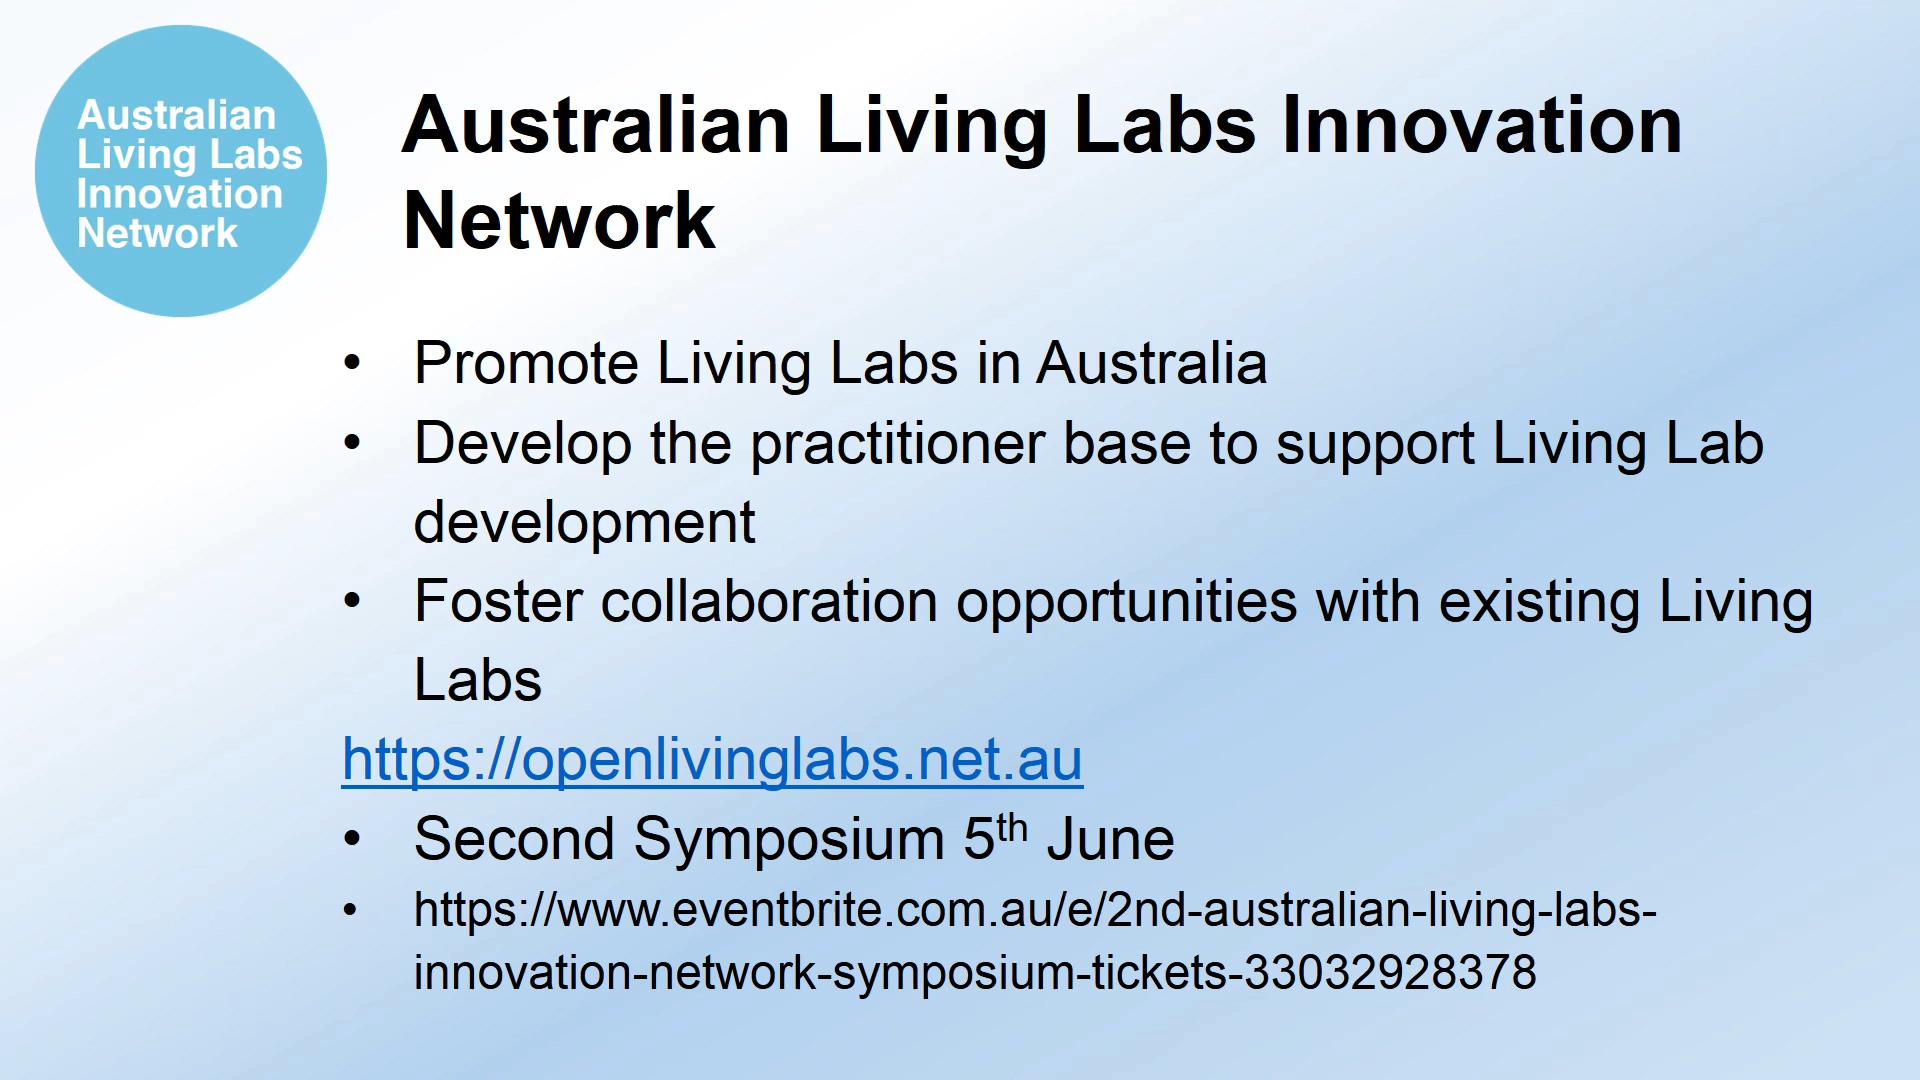 Australian
Living Labs
Innovation
Network
Australian Living Labs Innovation
Network
• Promote Living Labs in Australia
• Develop the practitioner base to support Living Lab
development
• Foster collaboration opportunities with existing Living
Labs
https://openlivinglabs.net.au
• Second Symposium 5th June
• https://www.eventbrite.com.au/e/2nd-australian-living-labs-
innovation-network-symposium-tickets-33032928378